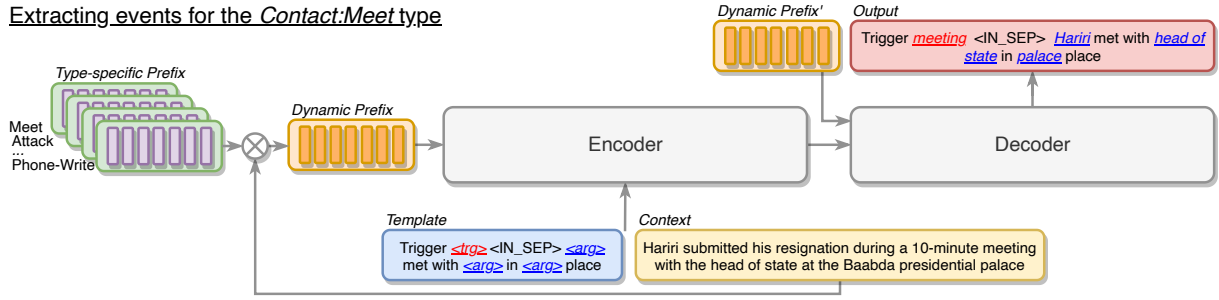 Extracting events for the Contact:Meet type
Dynamic Prefix'
Output
Trigger meeting <IN_SEP> Hariri met with head of
state in palace place
Type-specific Prefix
Meet
Attack
...
Phone-Write
Dynamic Prefix
Encoder
Decoder
Template
Trigger <trg> <IN_SEP> <arg>
met with <arg> in <arg> place
Context
Hariri submitted his resignation during a 10-minute meeting
with the head of state at the Baabda presidential palace